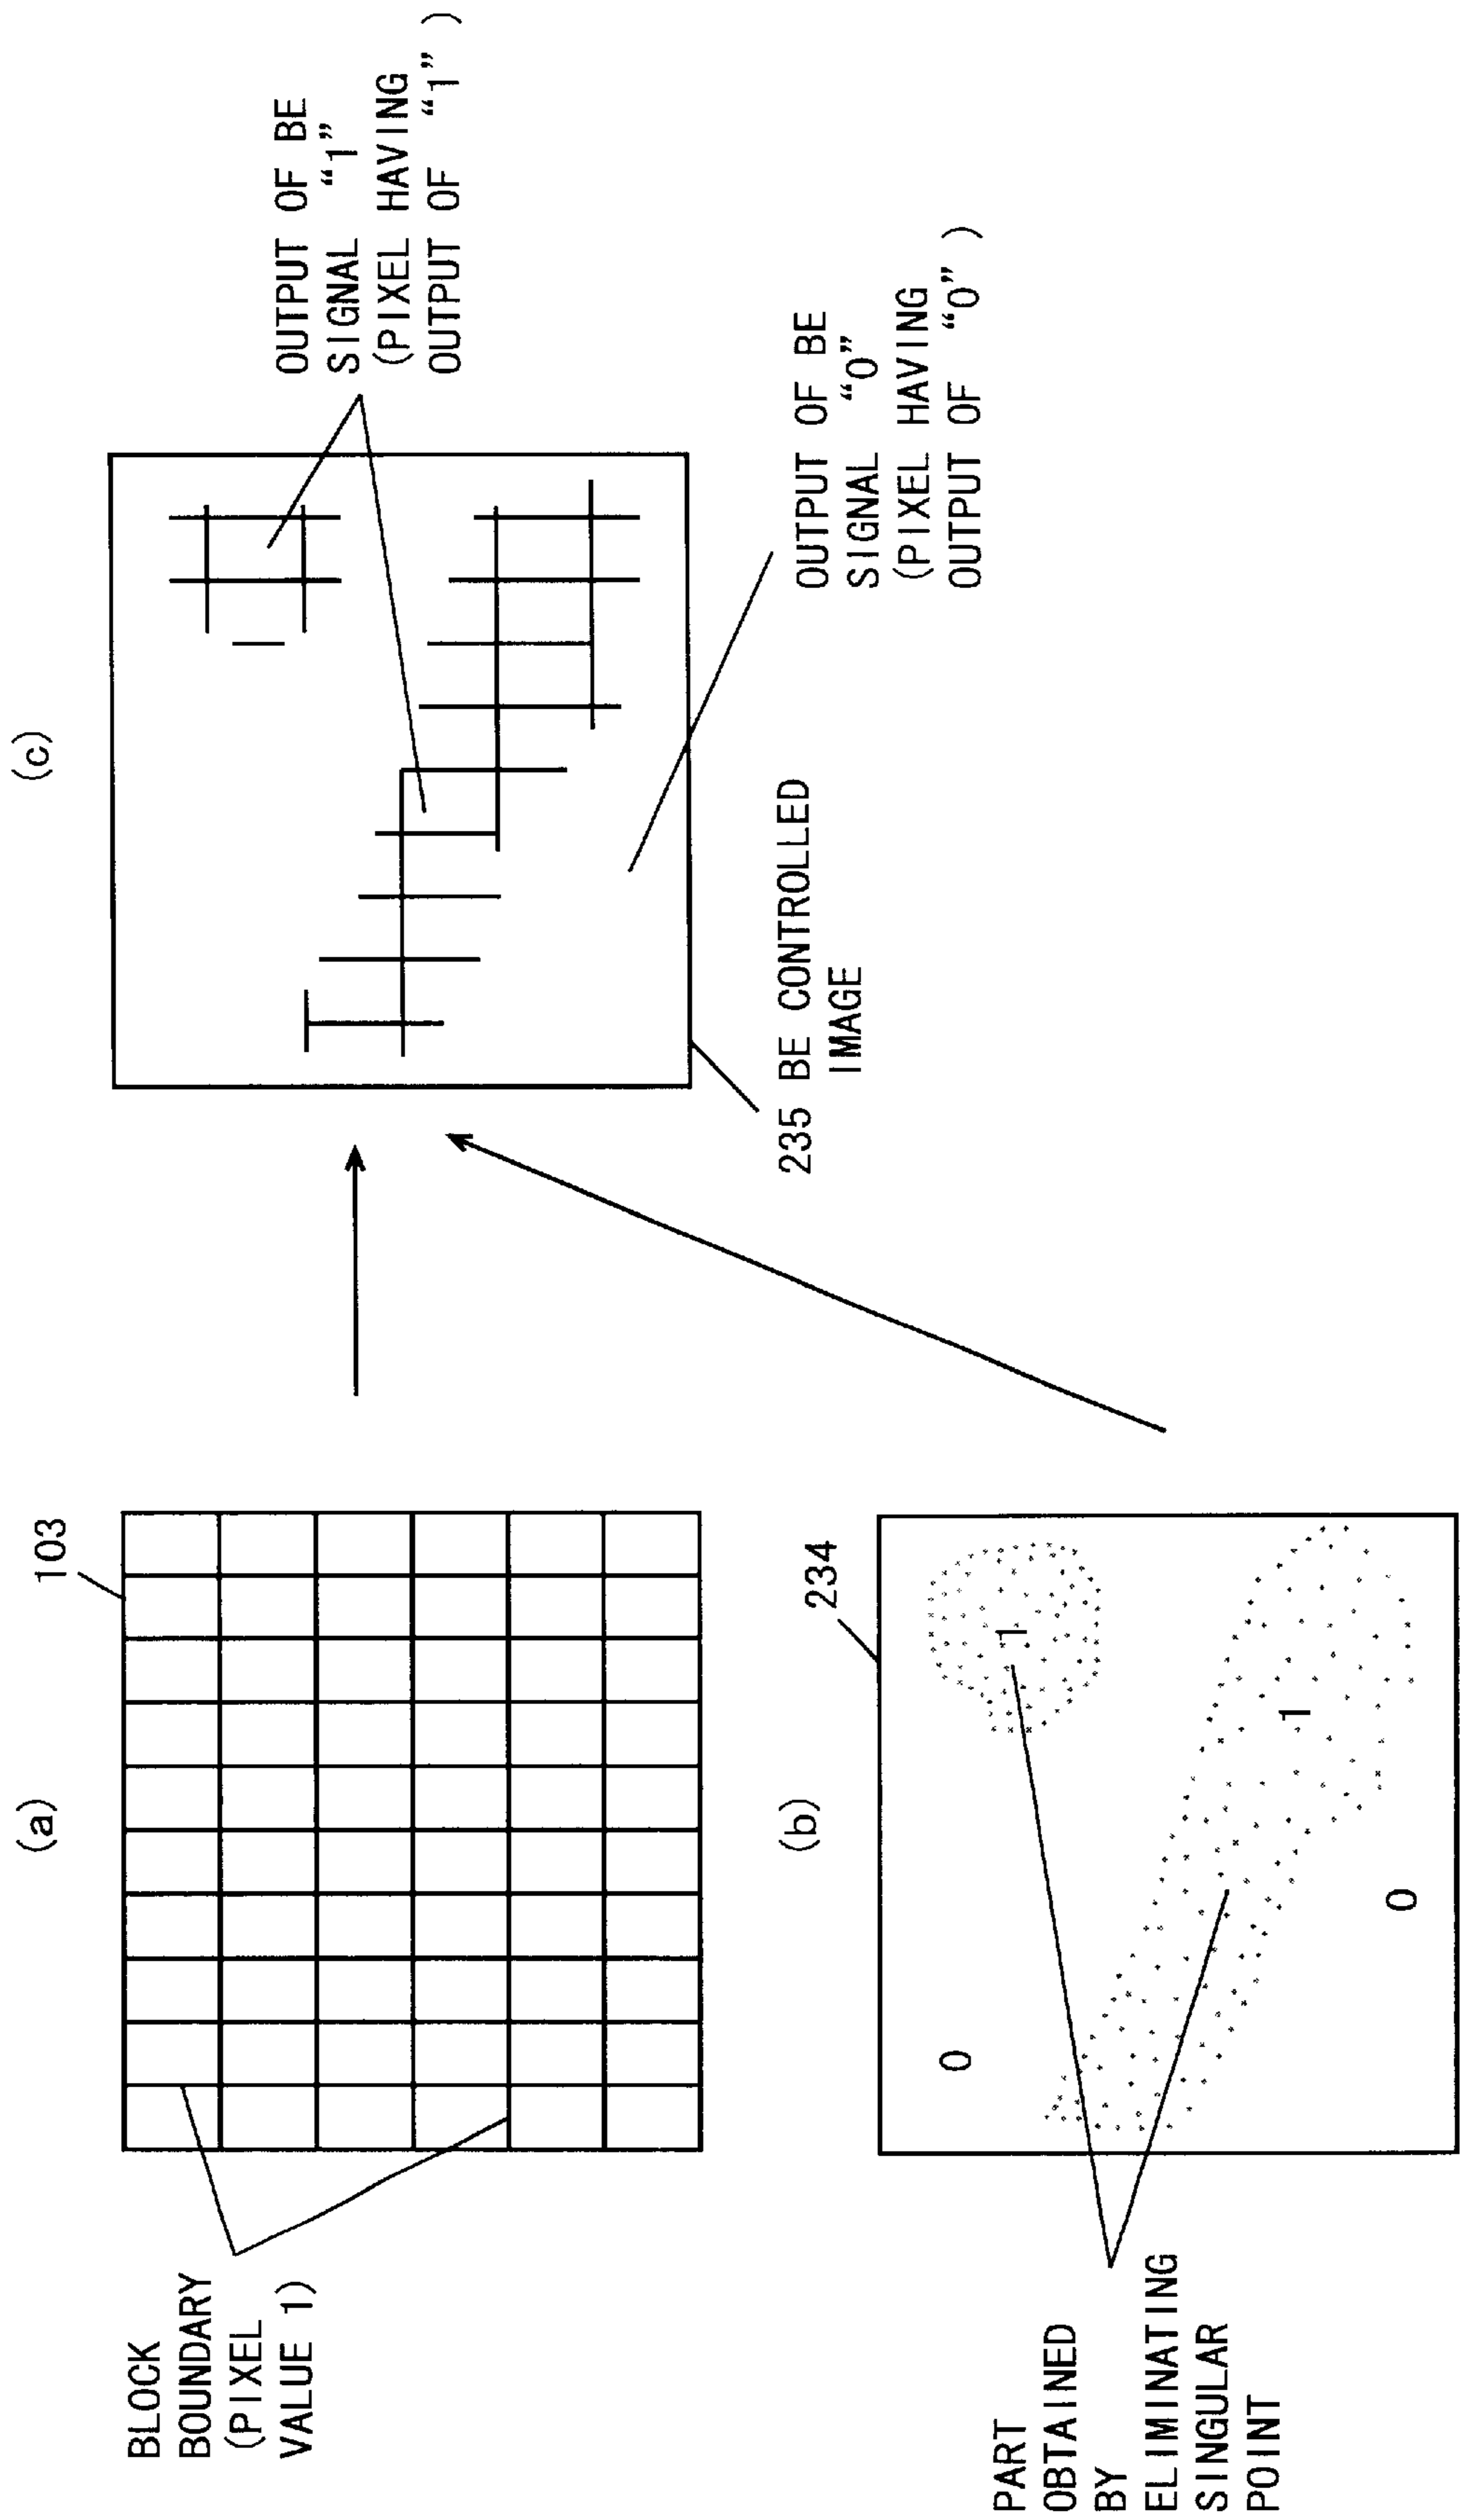 (a)
103
BLOCK
BOUNDARY
(PIXEL
VALUE 1)
(b)
234
0
1
1
0
PART
OBTAINED
BY
ELIMINATING
SINGULAR
POINT
(c)
OUTPUT OF BE
SIGNAL “1”
(PIXEL HAVING
OUTPUT OF “1”)
OUTPUT OF BE
SIGNAL “0”
(PIXEL HAVING
OUTPUT OF “0”)
235 BE CONTROLLED
IMAGE